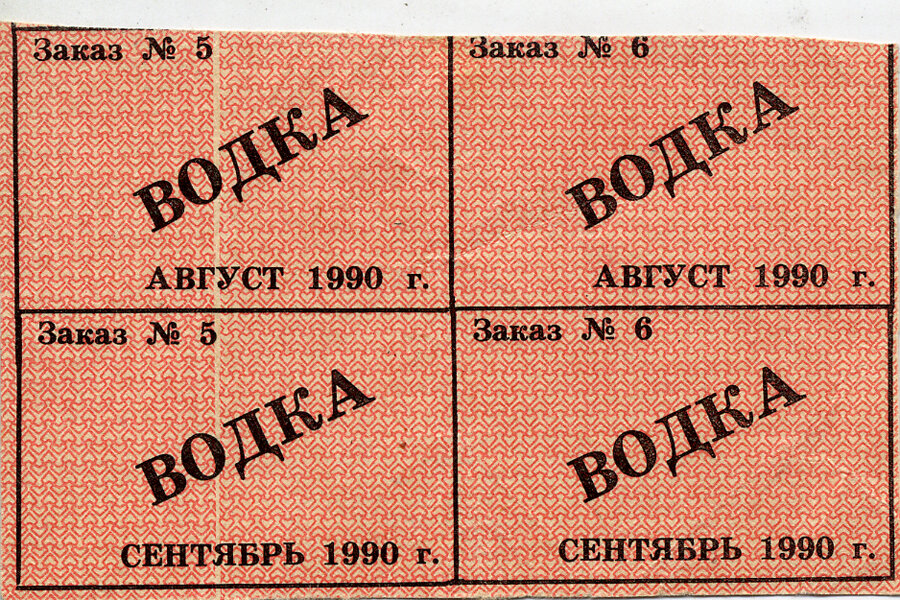 Заказ № 5
ВОДКА
АВГУСТ 1990 г.
Заказ № 6
ВОДКА
АВГУСТ 1990 г.
Заказ № 5
ВОДКА
СЕНТЯБРЬ 1990 г.
Заказ № 6
ВОДКА
СЕНТЯБРЬ 1990 г.